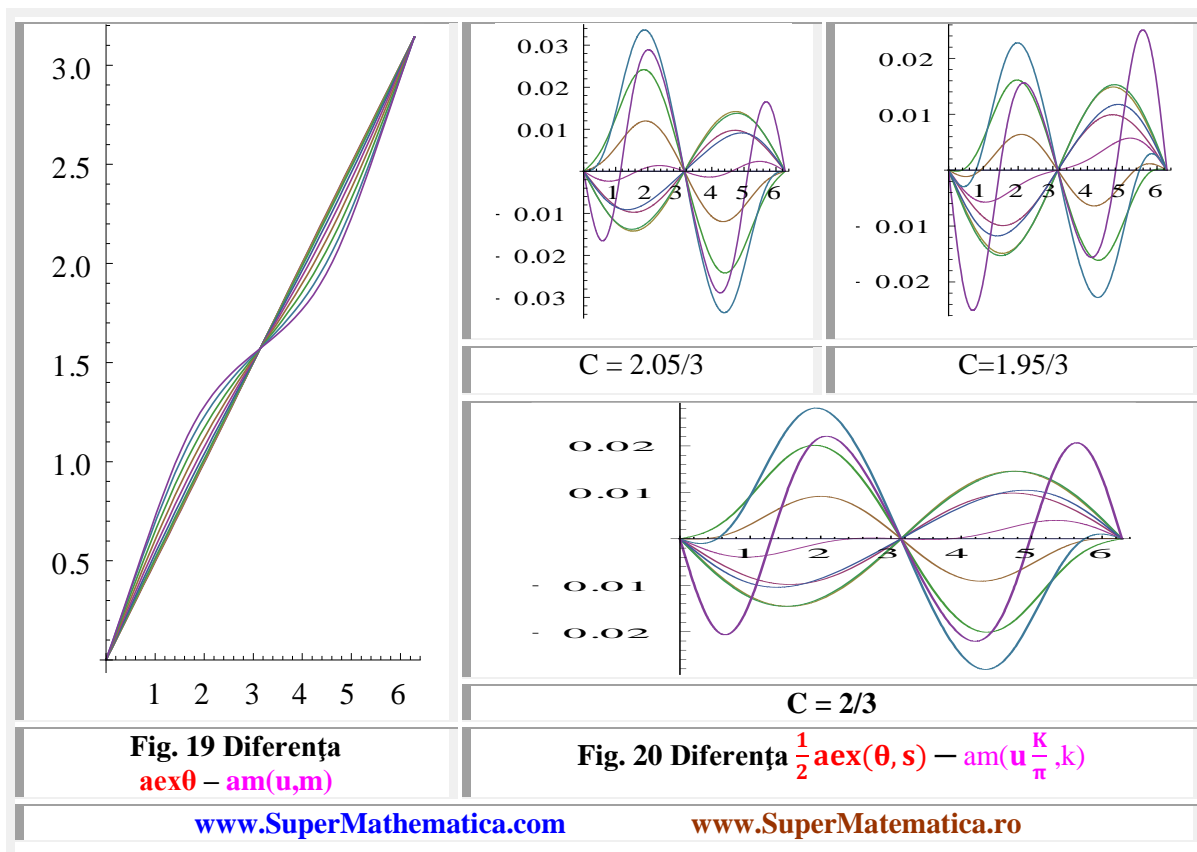 3.0
2.5
2.0
1.5
1.0
0.5
1 2 3 4 5 6
0.03
0.02
0.01
1 2 3 4 5 6
- 0.01
- 0.02
- 0.03
0.02
0.01
1 2 3 4 5 6
- 0.01
- 0.02
C = 2.05/3
C=1.95/3
0.02
0.01
1 2 3 4 5 6
- 0.01
- 0.02
C = 2/3
Fig. 19 Diferenţa
aexθ – am(u,m)
Fig. 20 Diferenţa 1/2 aex(θ, s) − am(u K/π ,k)
www.SuperMathematica.com www.SuperMatematica.ro